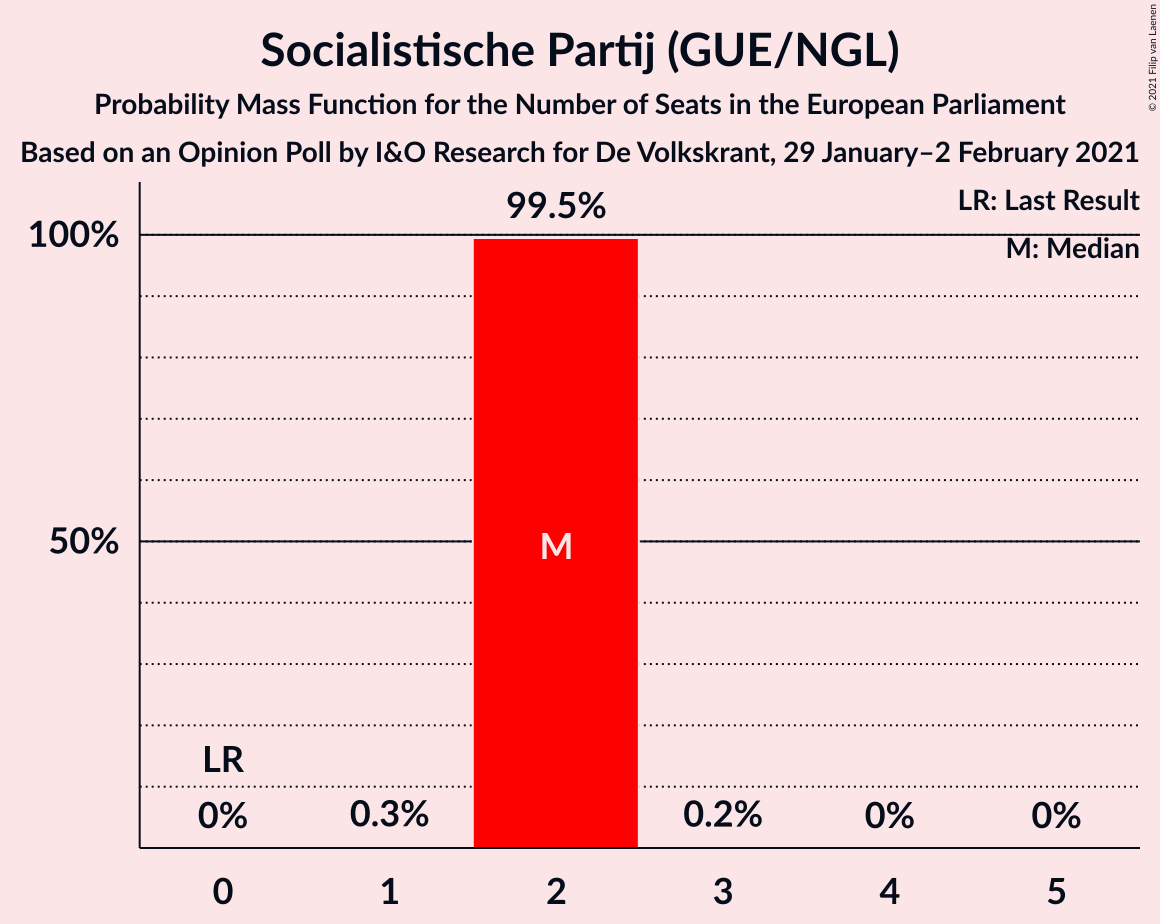 Socialistische Partij (GUE/NGL)
Probability Mass Function for the Number of Seats in the European Parliament
Based on an Opinion Poll by I&O Research for De Volkskrant, 29 January–2 February 2021
© 2021 Filip van Laenen
LR: Last Result
M: Median
99.5%
100%
50%
M
LR
0% 0.3% 0.2% 0% 0%
0 1 2 3 4 5